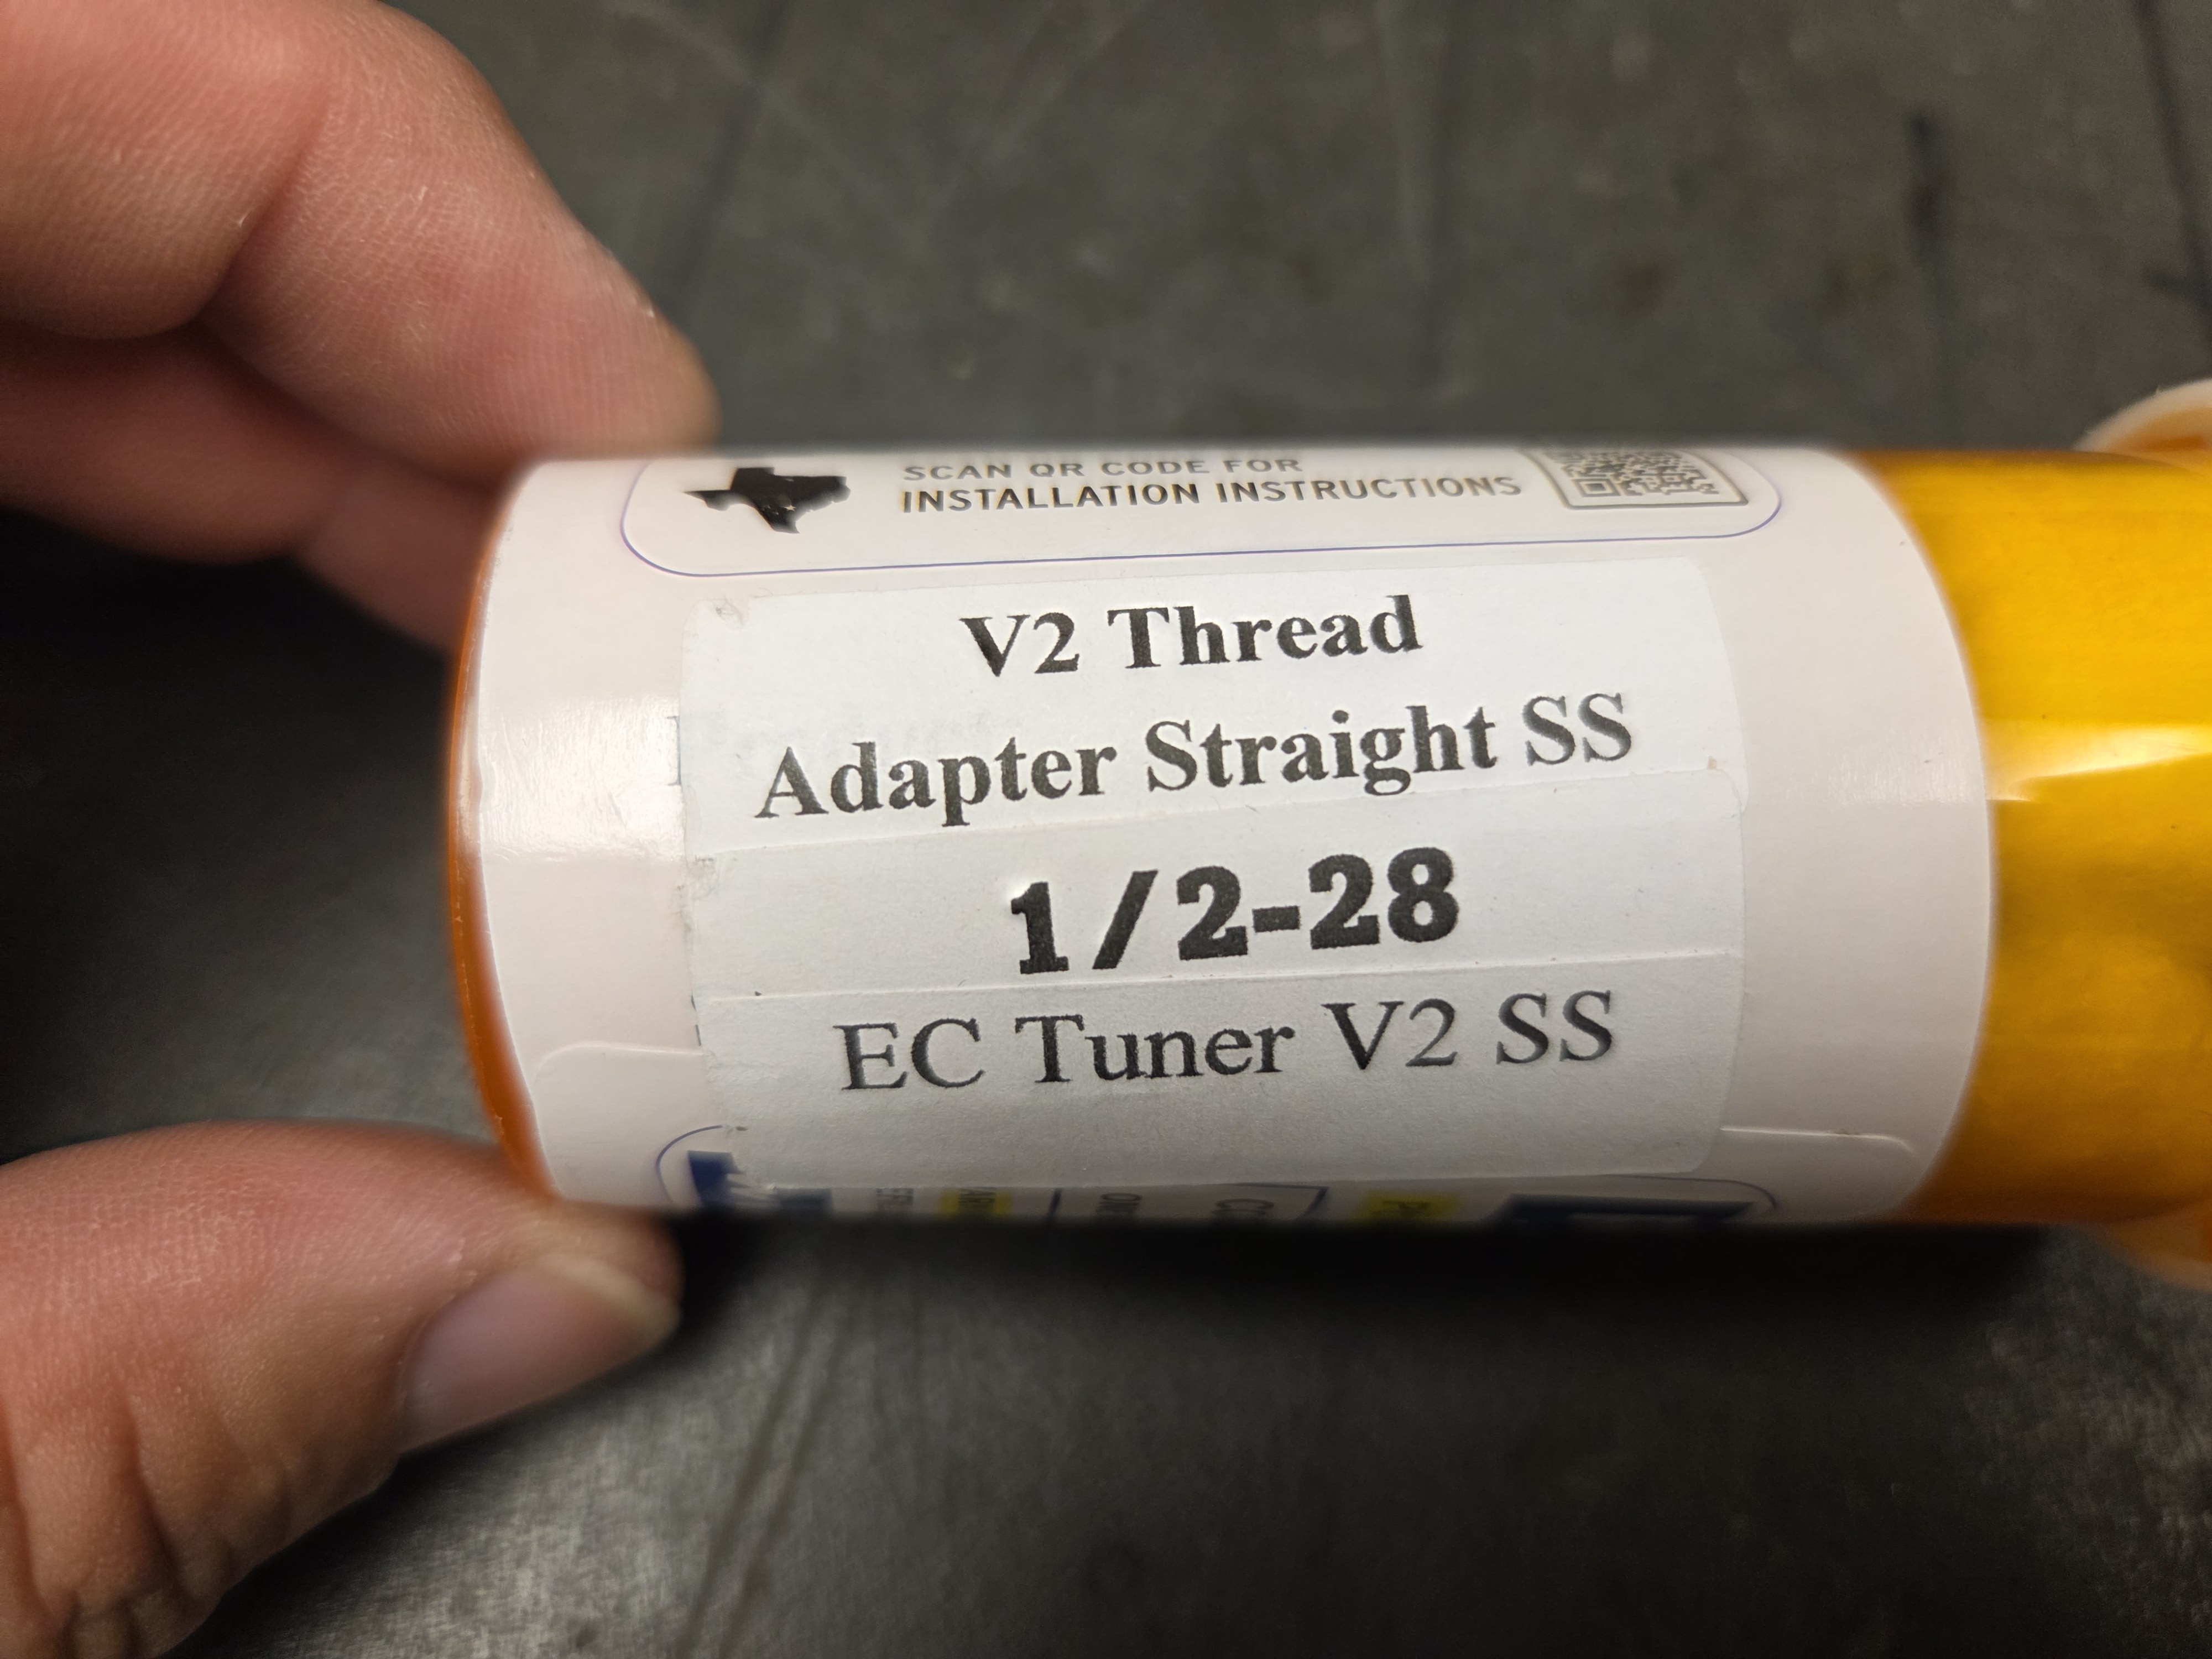 SCAN QR CODE FOR
INSTALLATION INSTRUCTIONS
V2 Thread
Adapter Straight SS
1/2-28
EC Tuner V2 SS